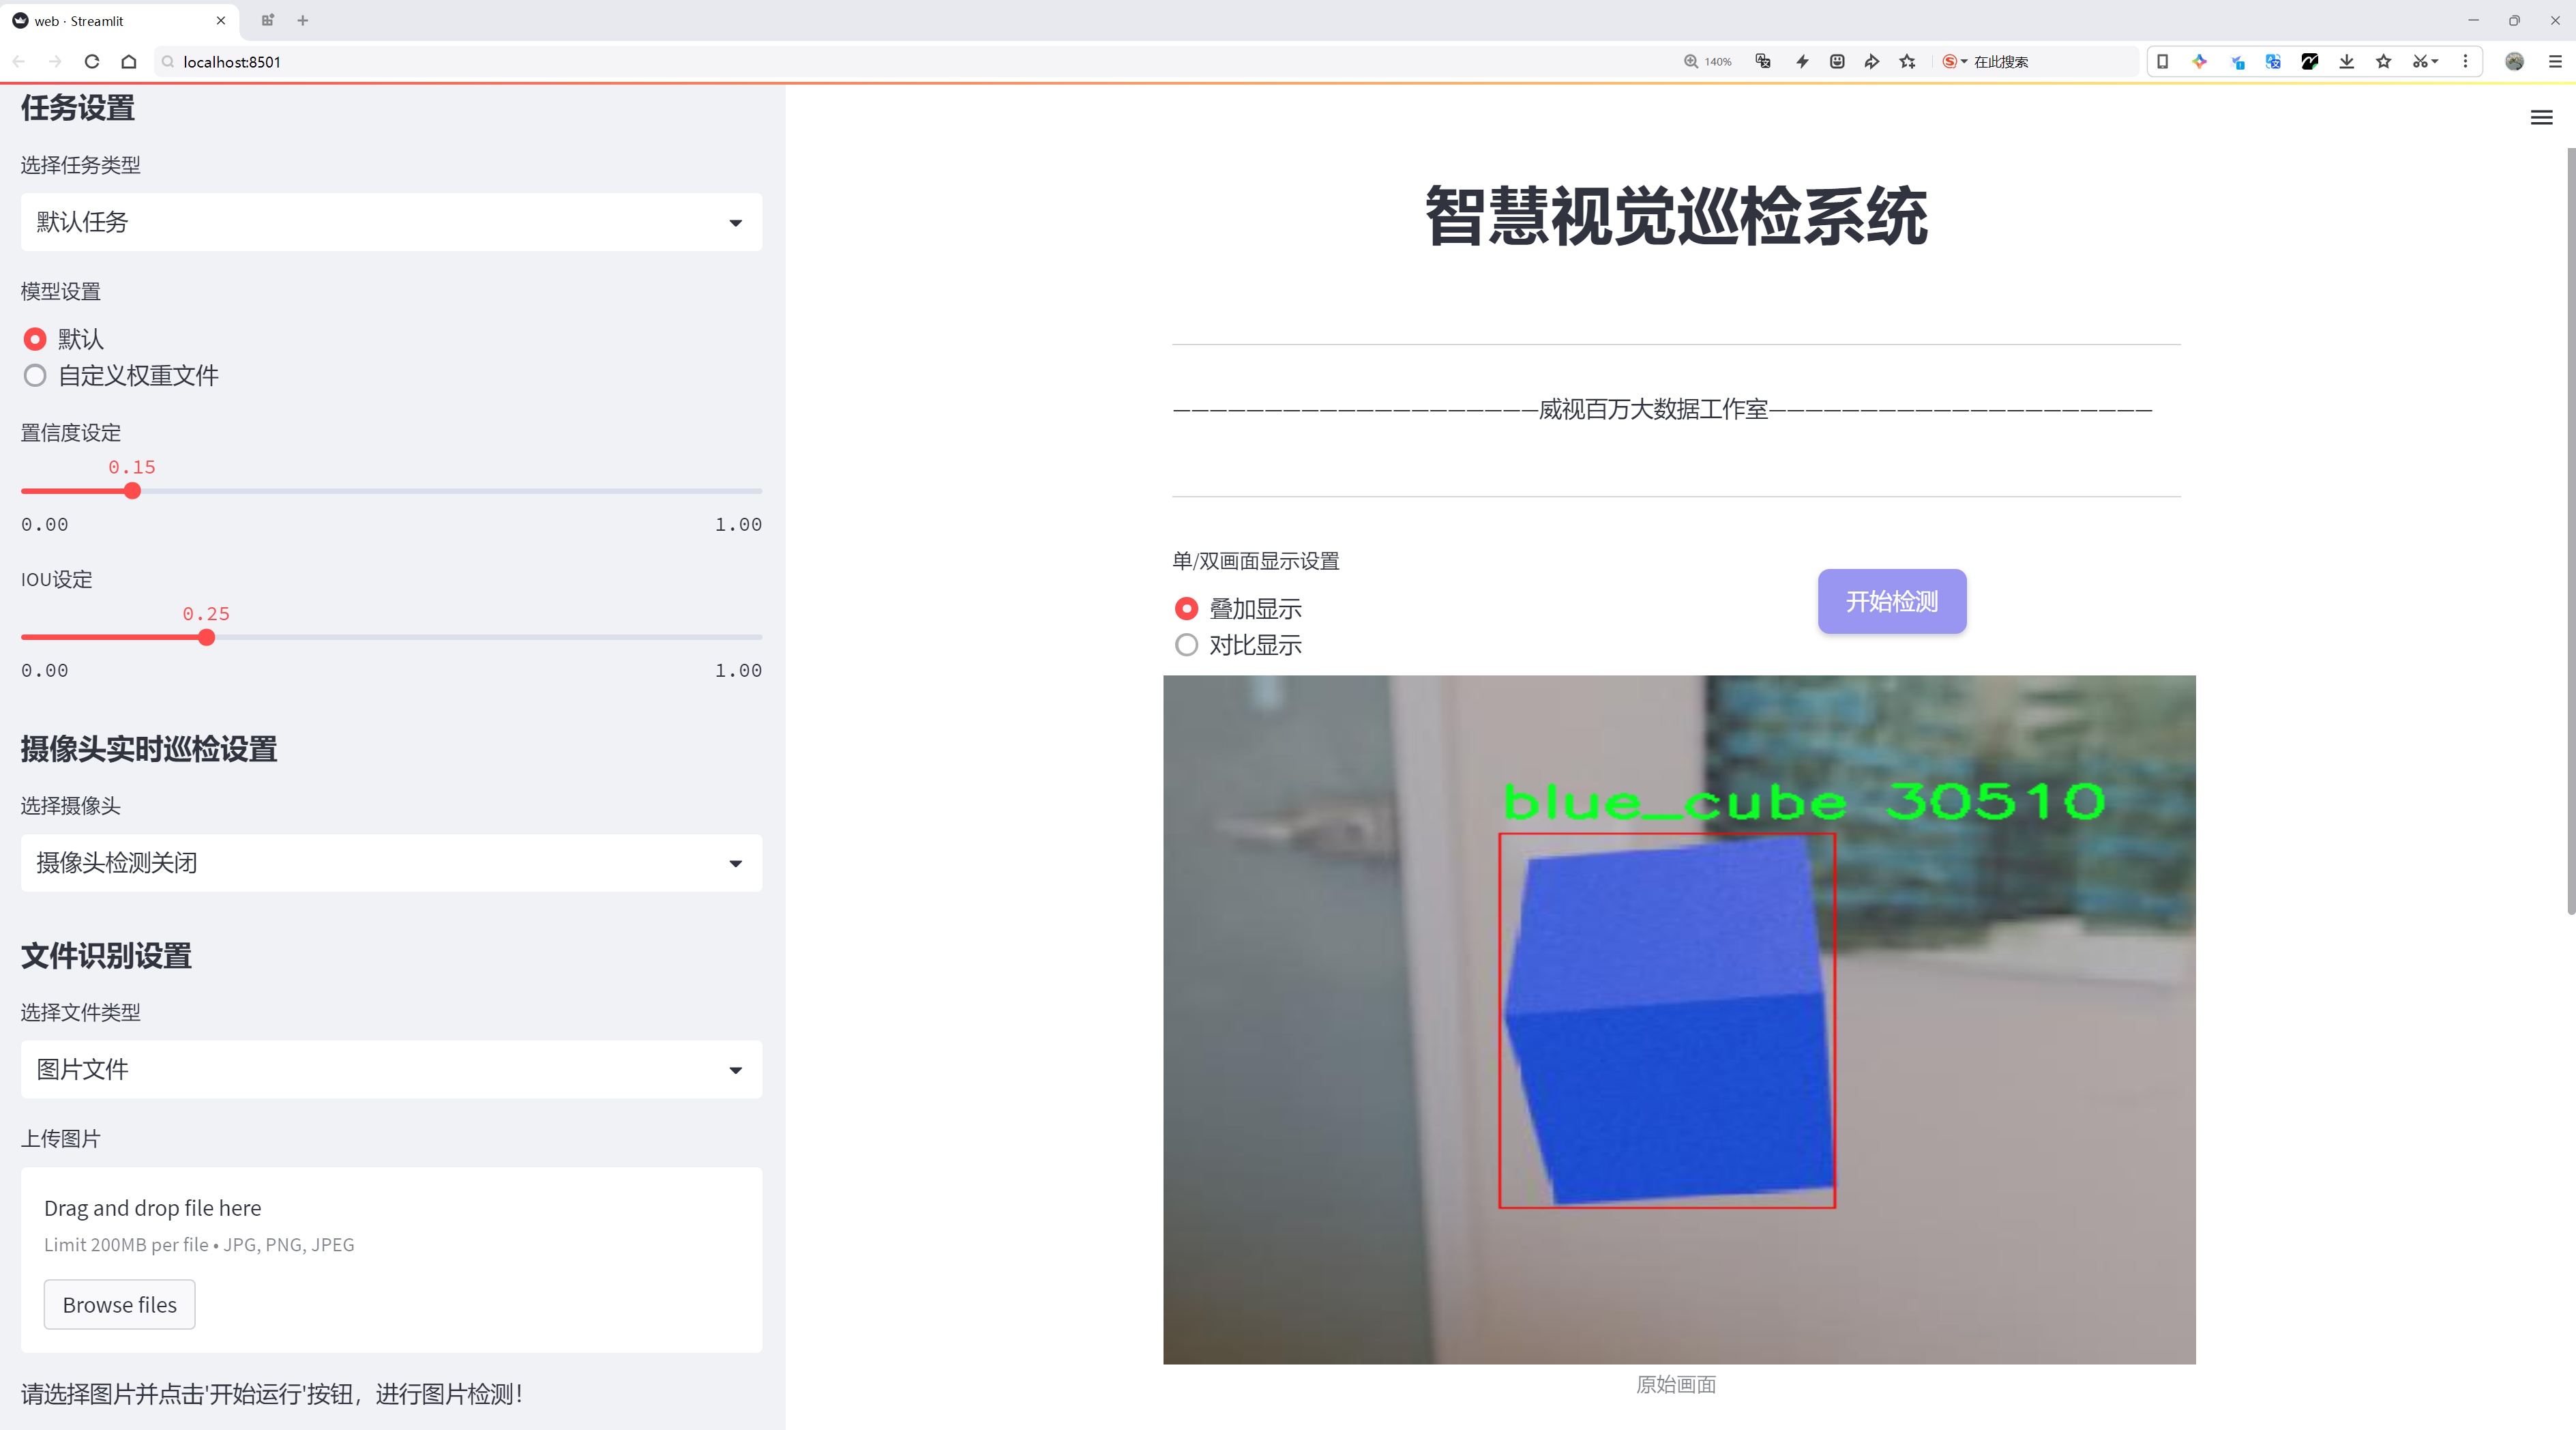 web · Streamlit
localhost:8501
140%
在此搜索
任务设置
选择任务类型
默认任务
模型设置
默认
自定义权重文件
置信度设定
0.15
0.00 1.00
IOU设定
0.25
0.00 1.00
摄像头实时巡检设置
选择摄像头
摄像头检测关闭
文件识别设置
选择文件类型
图片文件
上传图片
Drag and drop file here
Limit 200MB per file • JPG, PNG, JPEG
Browse files
请选择图片并点击'开始运行'按钮，进行图片检测！
智慧视觉巡检系统
————————————————————威视百万大数据工作室—————————————————————
单/双画面显示设置
叠加显示
对比显示
开始检测
blue_cube 30510
原始画面